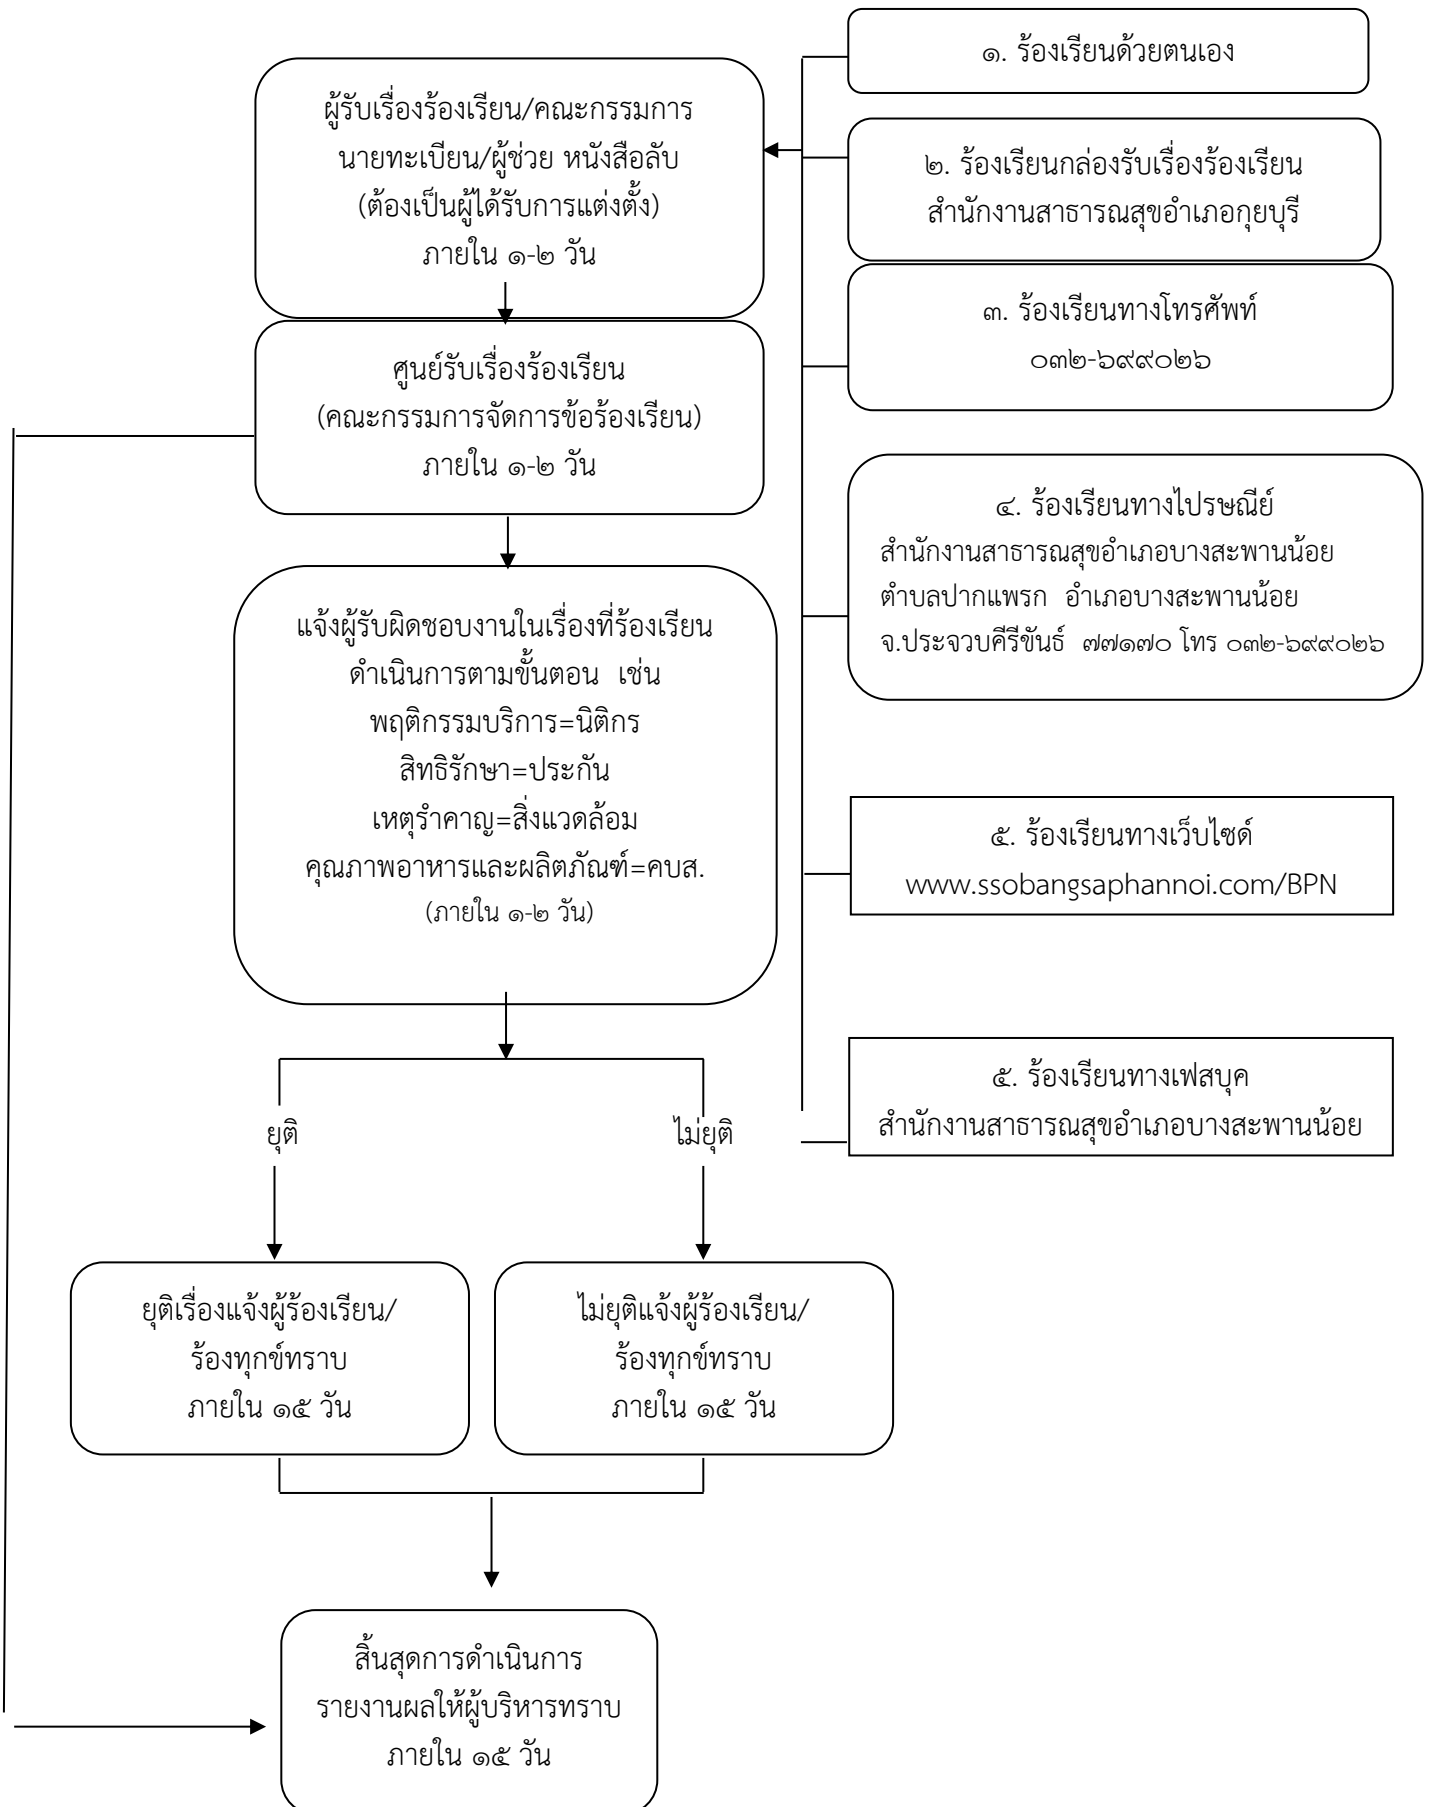 ๑. ร้องเรียนด้วยตนเอง
ผู้รับเรื่องร้องเรียน/คณะกรรมการ
นายทะเบียน/ผู้ช่วย หนังสือลับ
(ต้องเป็นผู้ได้รับการแต่งตั้ง)
ภายใน ๑-๒ วัน
๒. ร้องเรียนกล่องรับเรื่องร้องเรียน
สำนักงานสาธารณสุขอำเภอกุยบุรี
๓. ร้องเรียนทางโทรศัพท์
๐๓๒-๖๙๙๐๒๖
ศูนย์รับเรื่องร้องเรียน
(คณะกรรมการจัดการข้อร้องเรียน)
ภายใน ๑-๒ วัน
๔. ร้องเรียนทางไปรษณีย์
สำนักงานสาธารณสุขอำเภอบางสะพานน้อย
ตำบลปากแพรก อำเภอบางสะพานน้อย
จ.ประจวบคีรีขันธ์ ๗๗๑๗๐ โทร ๐๓๒-๖๙๙๐๒๖
แจ้งผู้รับผิดชอบงานในเรื่องที่ร้องเรียน
ดำเนินการตามขั้นตอน เช่น
พฤติกรรมบริการ=นิติกร
สิทธิรักษา=ประกัน
เหตุรำคาญ=สิ่งแวดล้อม
คุณภาพอาหารและผลิตภัณฑ์=คบส.
(ภายใน ๑-๒ วัน)
๕. ร้องเรียนทางเว็บไซด์
www.ssobangsaphannoi.com/BPN
๕. ร้องเรียนทางเฟสบุค
สำนักงานสาธารณสุขอำเภอบางสะพานน้อย
ยุติ
ไม่ยุติ
ยุติเรื่องแจ้งผู้ร้องเรียน/
ร้องทุกข์ทราบ
ภายใน ๑๕ วัน
ไม่ยุติแจ้งผู้ร้องเรียน/
ร้องทุกข์ทราบ
ภายใน ๑๕ วัน
สิ้นสุดการดำเนินการ
รายงานผลให้ผู้บริหารทราบ
ภายใน ๑๕ วัน